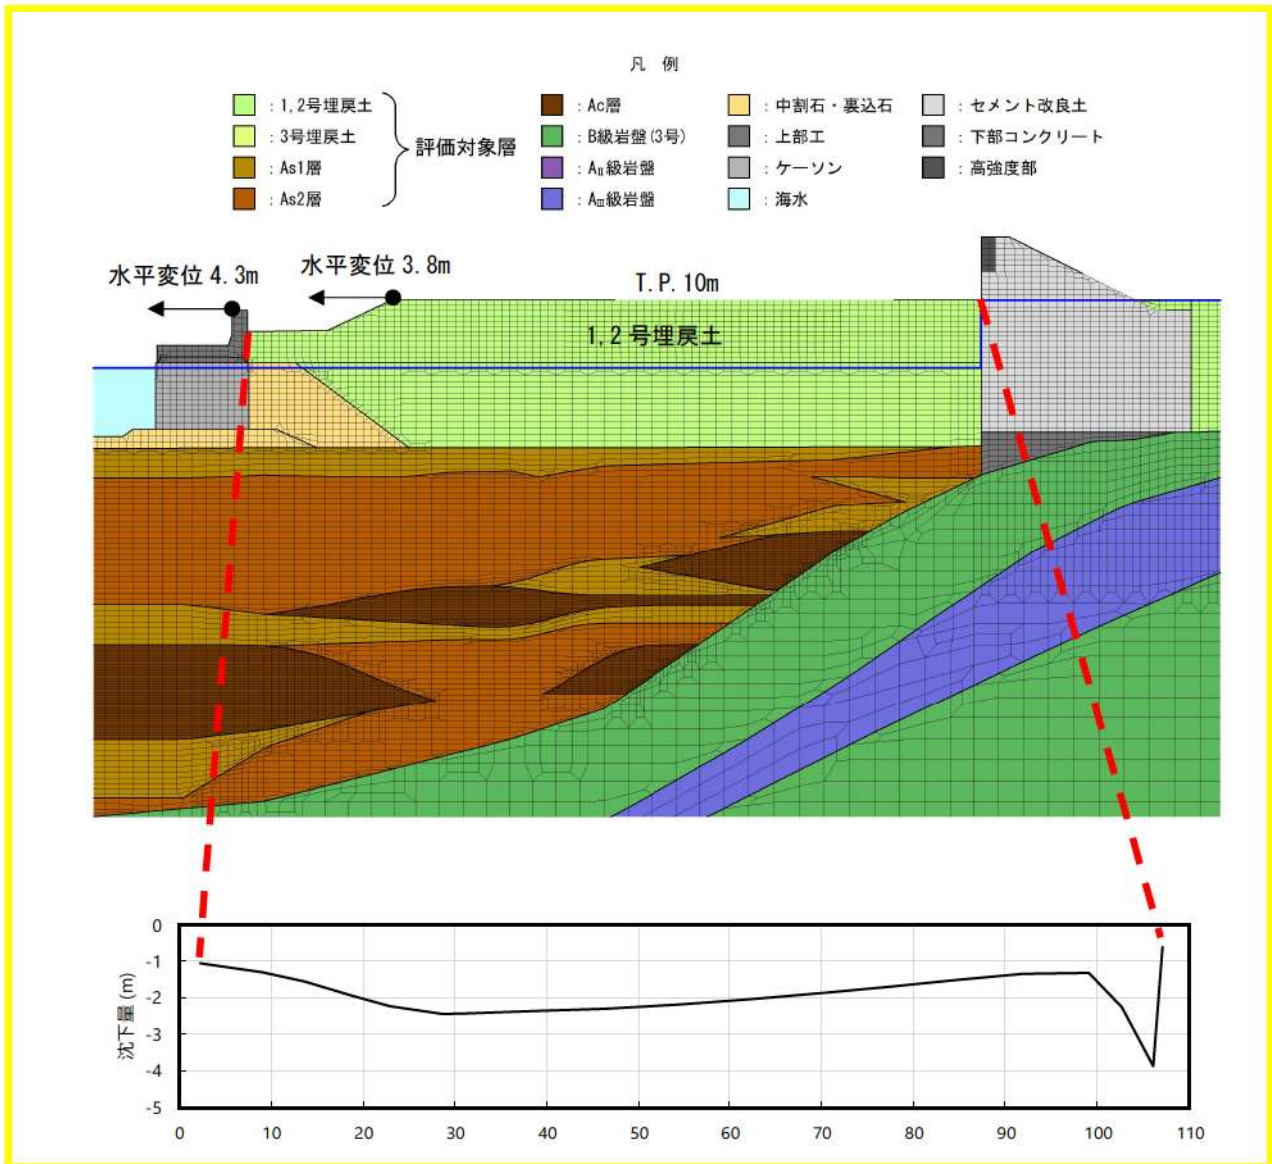 凡 例
: 1,2号埋戻土
: 3号埋戻土
: As1層
: As2層
評価対象層
: Ac層
: B級岩盤(3号)
: AⅡ級岩盤
: AⅢ級岩盤
: 中割石・裏込石
: 上部工
: ケーソン
: 海水
: セメント改良土
: 下部コンクリート
: 高強度部
水平変位 4.3m
水平変位 3.8m
T.P.10m
1,2号埋戻土
沈下量 (m)
0
-1
-2
-3
-4
-5
0 10 20 30 40 50 60 70 80 90 100 110